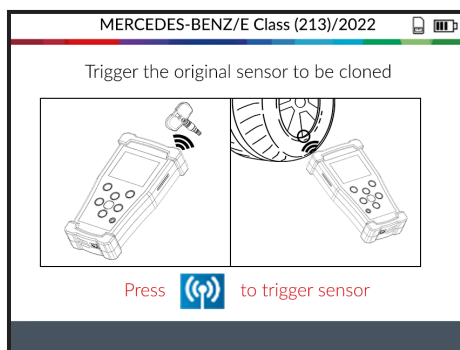 MERCEDES-BENZ/E Class (213)/2022
Trigger the original sensor to be cloned
Press to trigger sensor